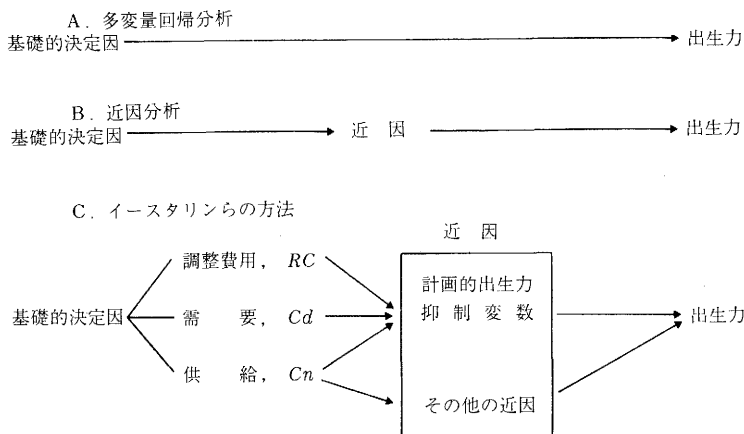 A．多変量回帰分析
基礎的決定因 出生力
B．近因分析
基礎的決定因 近 因 出生力
C．イースタリンらの方法
近 因
調整費用， RC
計画的出生力
基礎的決定因 需 要， Cd 抑 制 変 数 出生力
供 給， Cn
その他の近因